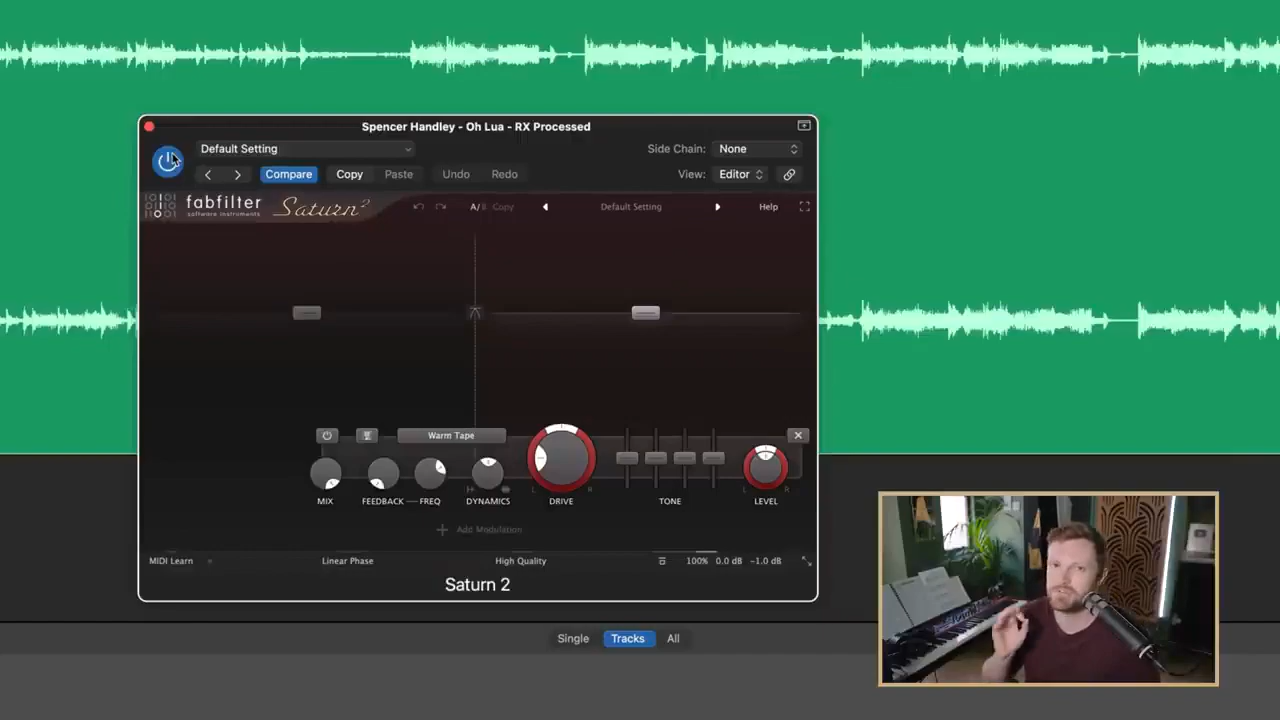 Spencer Handley - Oh Lua - RX Processed
Default Setting
Side Chain: None
Compare Copy Paste Undo Redo
View: Editor
fabfilter
software instruments
Saturn 2
A/B Copy
Default Setting
Help
Warm Tape
L R
L R
MIX FEEDBACK FREQ DYNAMICS DRIVE TONE LEVEL
Add Modulation
MIDI Learn Linear Phase High Quality 100% 0.0 dB -1.0 dB
Saturn 2
Single Tracks All